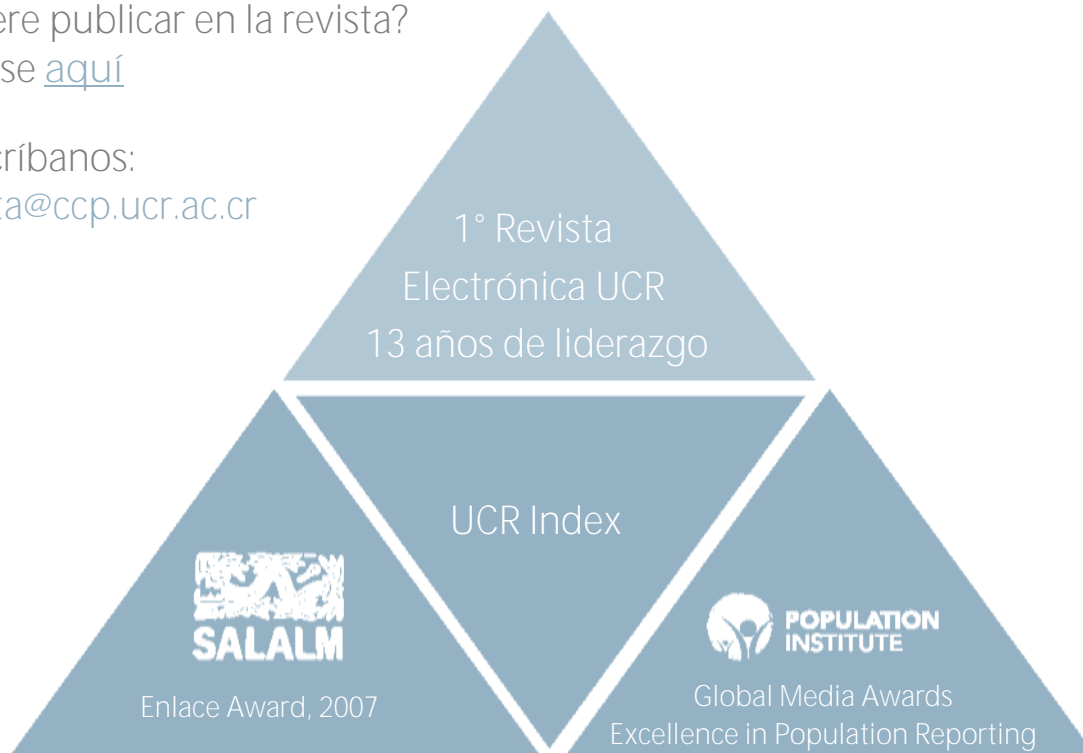 ere publicar en la revista?
se aquí
críbanos:
ta@ccp.ucr.ac.cr
1° Revista
Electrónica UCR
13 años de liderazgo
UCR Index
SALALM
Enlace Award, 2007
POPULATION
INSTITUTE
Global Media Awards
Excellence in Population Reporting